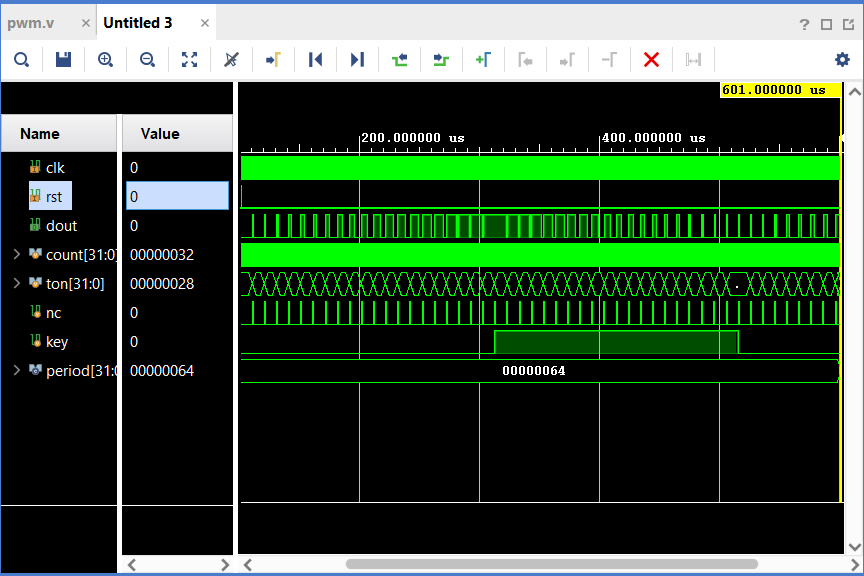 pwm.v × Untitled 3 ×
?
601.000000 us
Name Value
200.000000 us 400.000000 us
clk 0
rst 0
dout 0
count[31:0] 00000032
ton[31:0] 00000028
nc 0
key 0
period[31:0 00000064 00000064